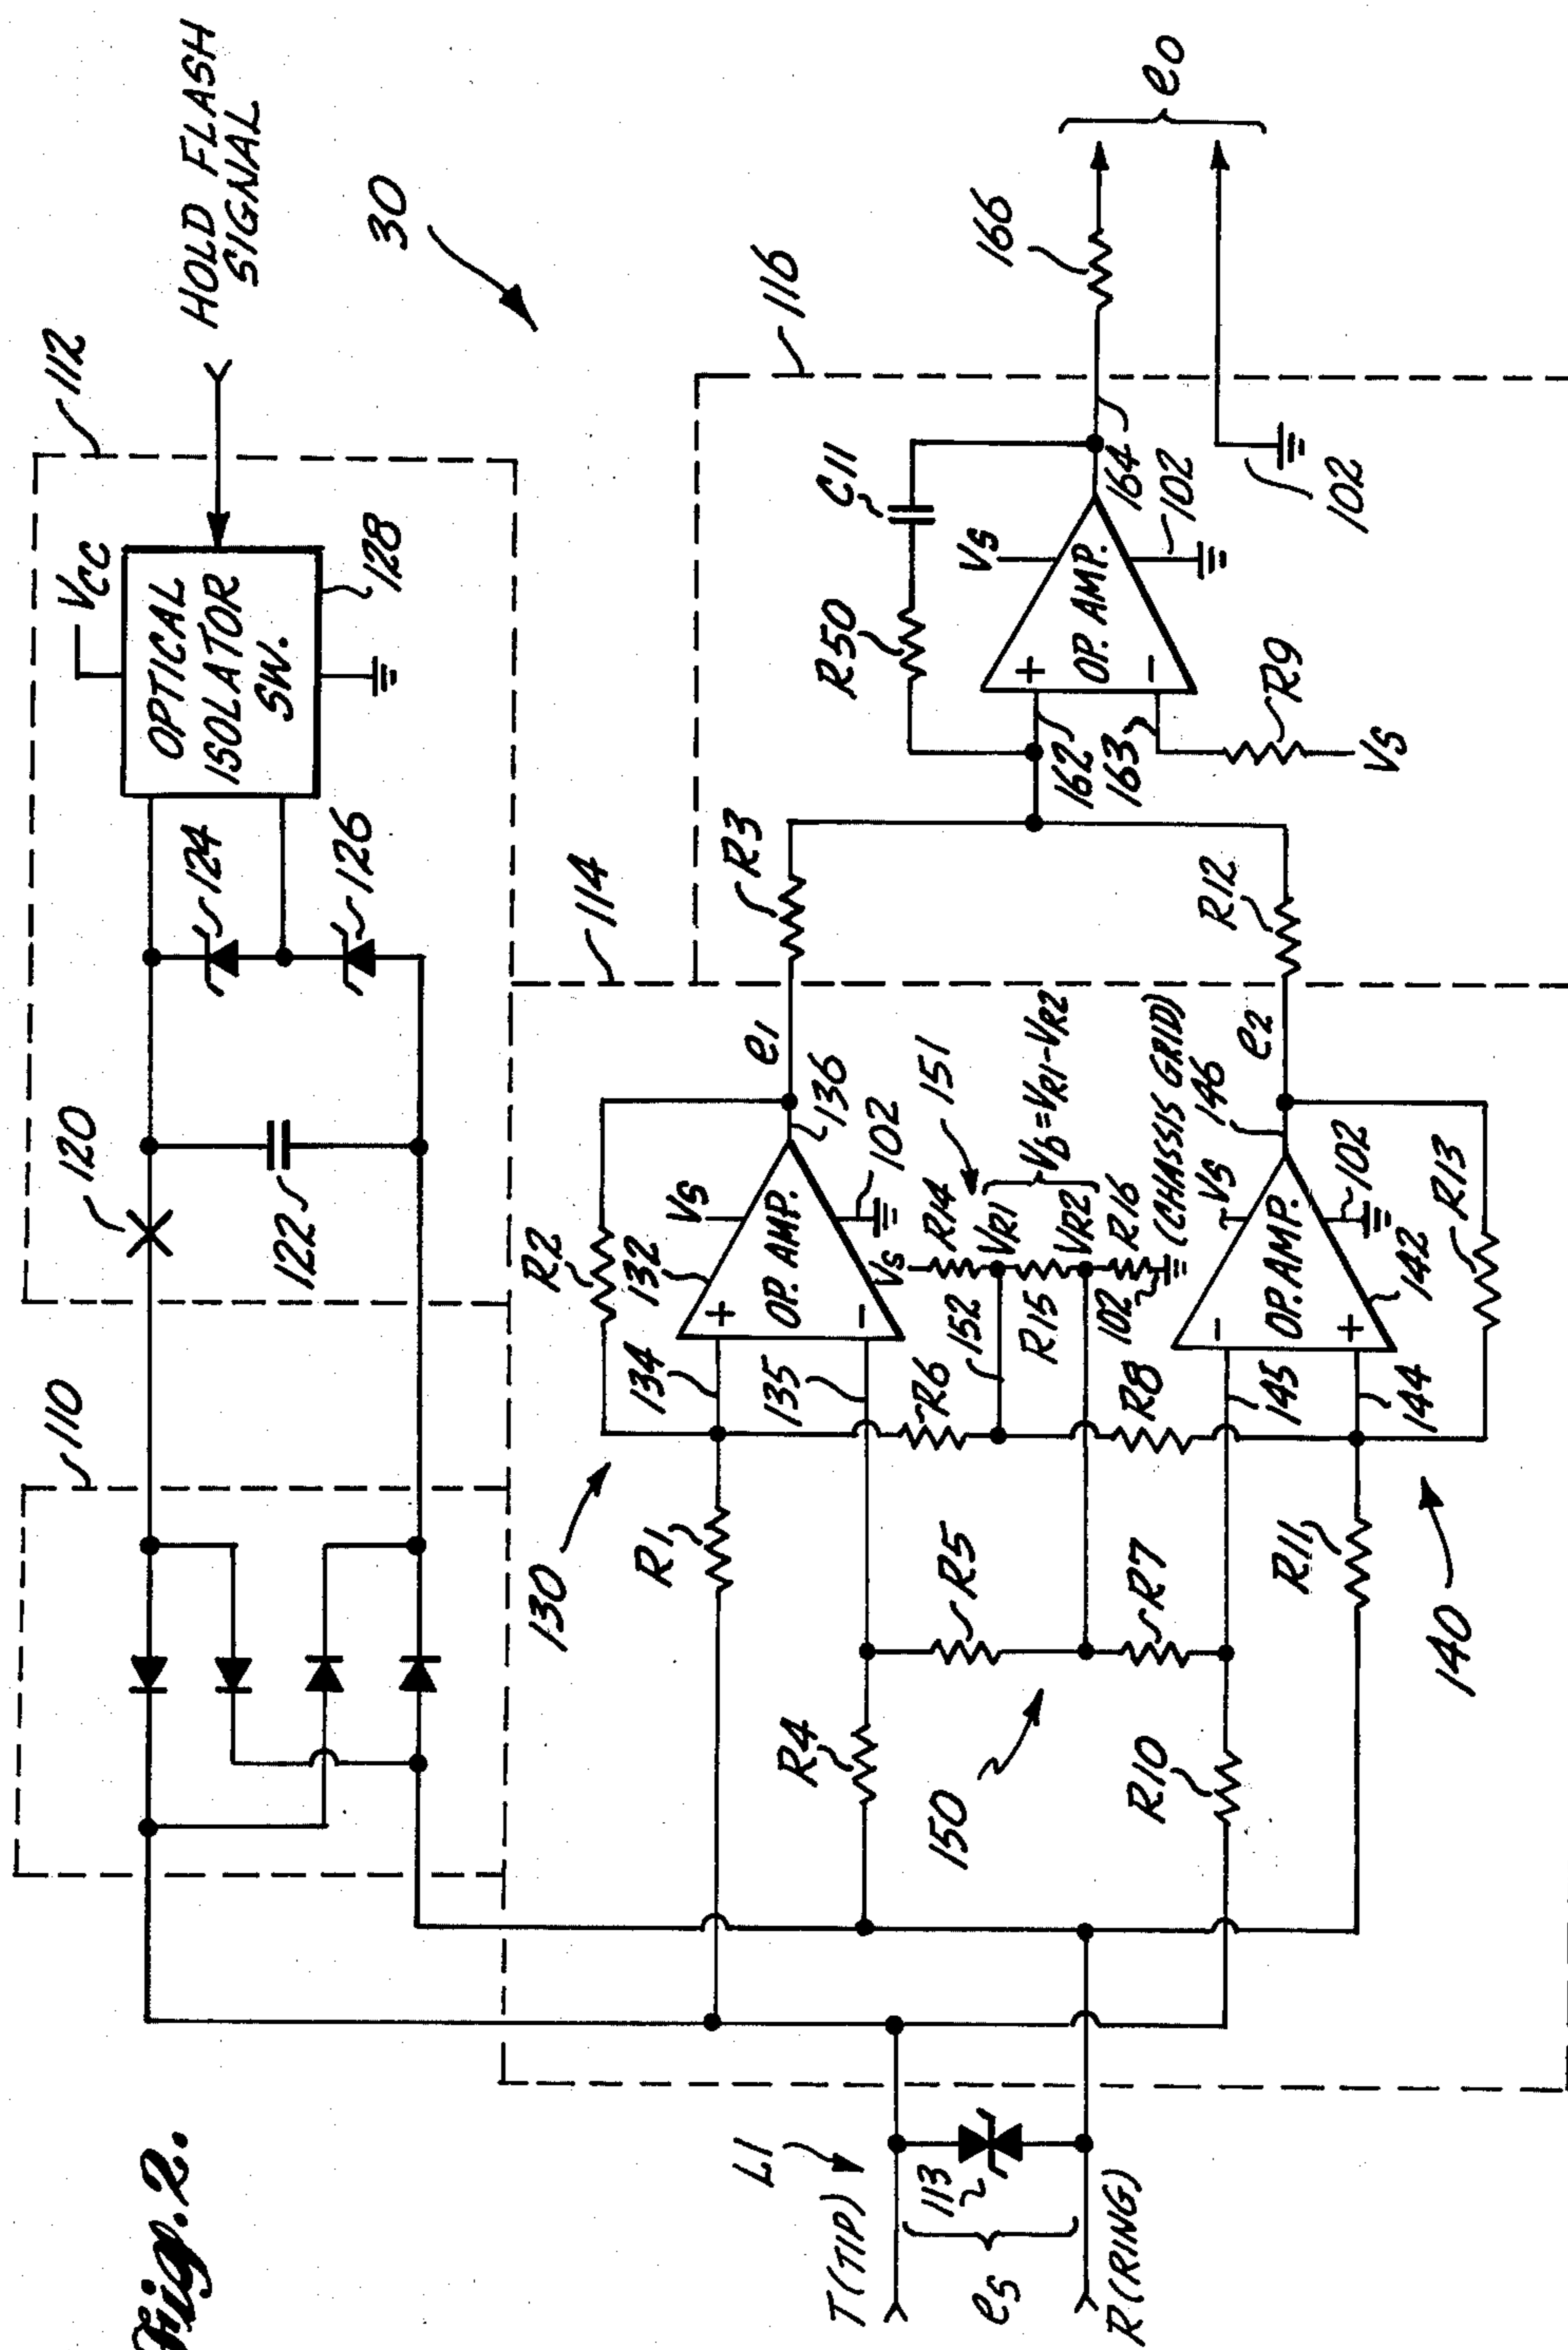 Fig. 2.
110
120
112
VCC
HOLD FLASH
SIGNAL
OPTICAL
ISOLATOR
SW.
124
126
128
122
30
114
116
130
R2
132
134
135
R1
+
OP. AMP.
−
VS
136
102
e1
R3
R50
C11
VS
+
OP. AMP.
−
162
163
164
102
R9
VS
166
eo
102
L1
T (TIP)
113
es
R (RING)
R4
R5
R6
150
151
VS
R14
152
VR1
R15
VR2
VD = VR1-VR2
R16
102
(CHASSIS GRID)
R7
R8
R10
R11
145
144
−
OP. AMP.
+
VS
146
102
142
e2
R12
R13
140